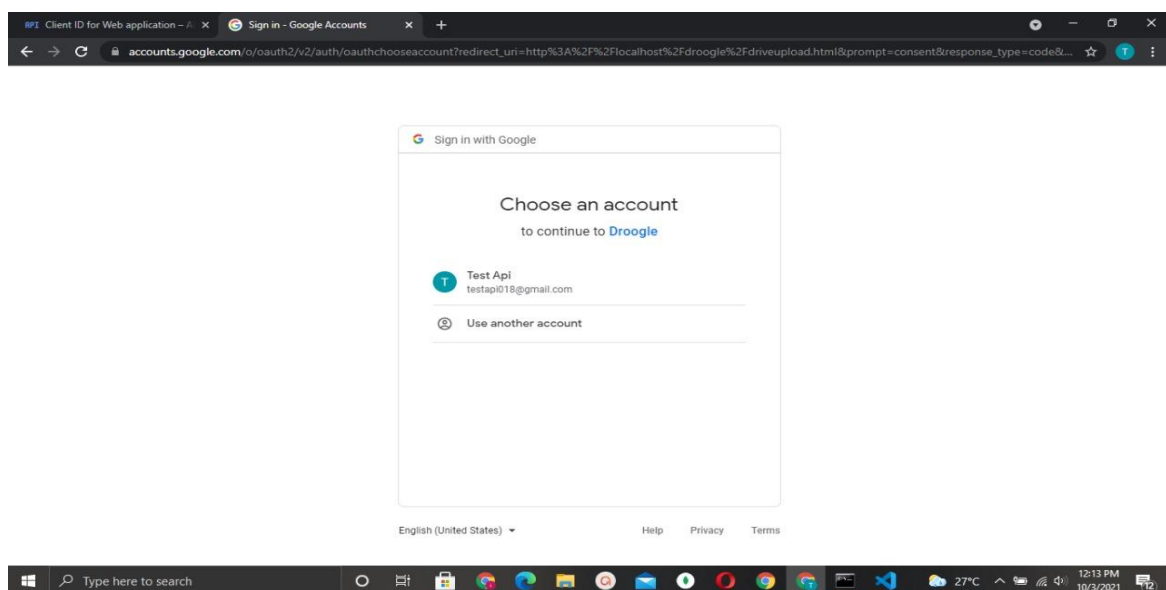 API Client ID for Web application – A
Sign in - Google Accounts
accounts.google.com/o/oauth2/v2/auth/oauthchooseaccount?redirect_uri=http%3A%2F%2Flocalhost%2Fdroogle%2Fdriveupload.html&prompt=consent&response_type=code&...
T
G Sign in with Google
Choose an account
to continue to Droogle
T
Test Api
testapi018@gmail.com
Use another account
English (United States)
Help Privacy Terms
Type here to search
27°C
12:13 PM
10/3/2021
12